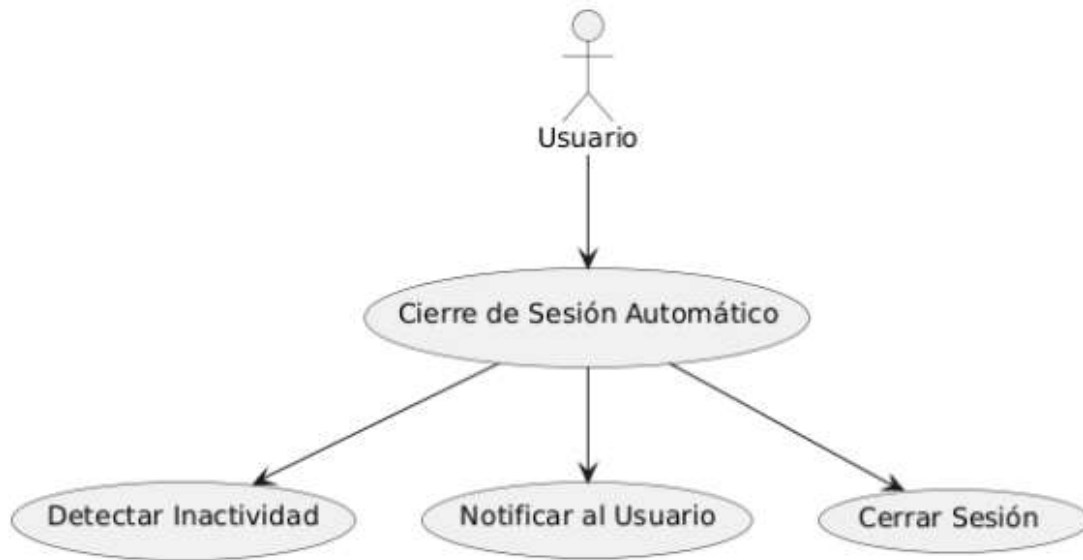 Usuario
Cierre de Sesión Automático
Detectar Inactividad
Notificar al Usuario
Cerrar Sesión